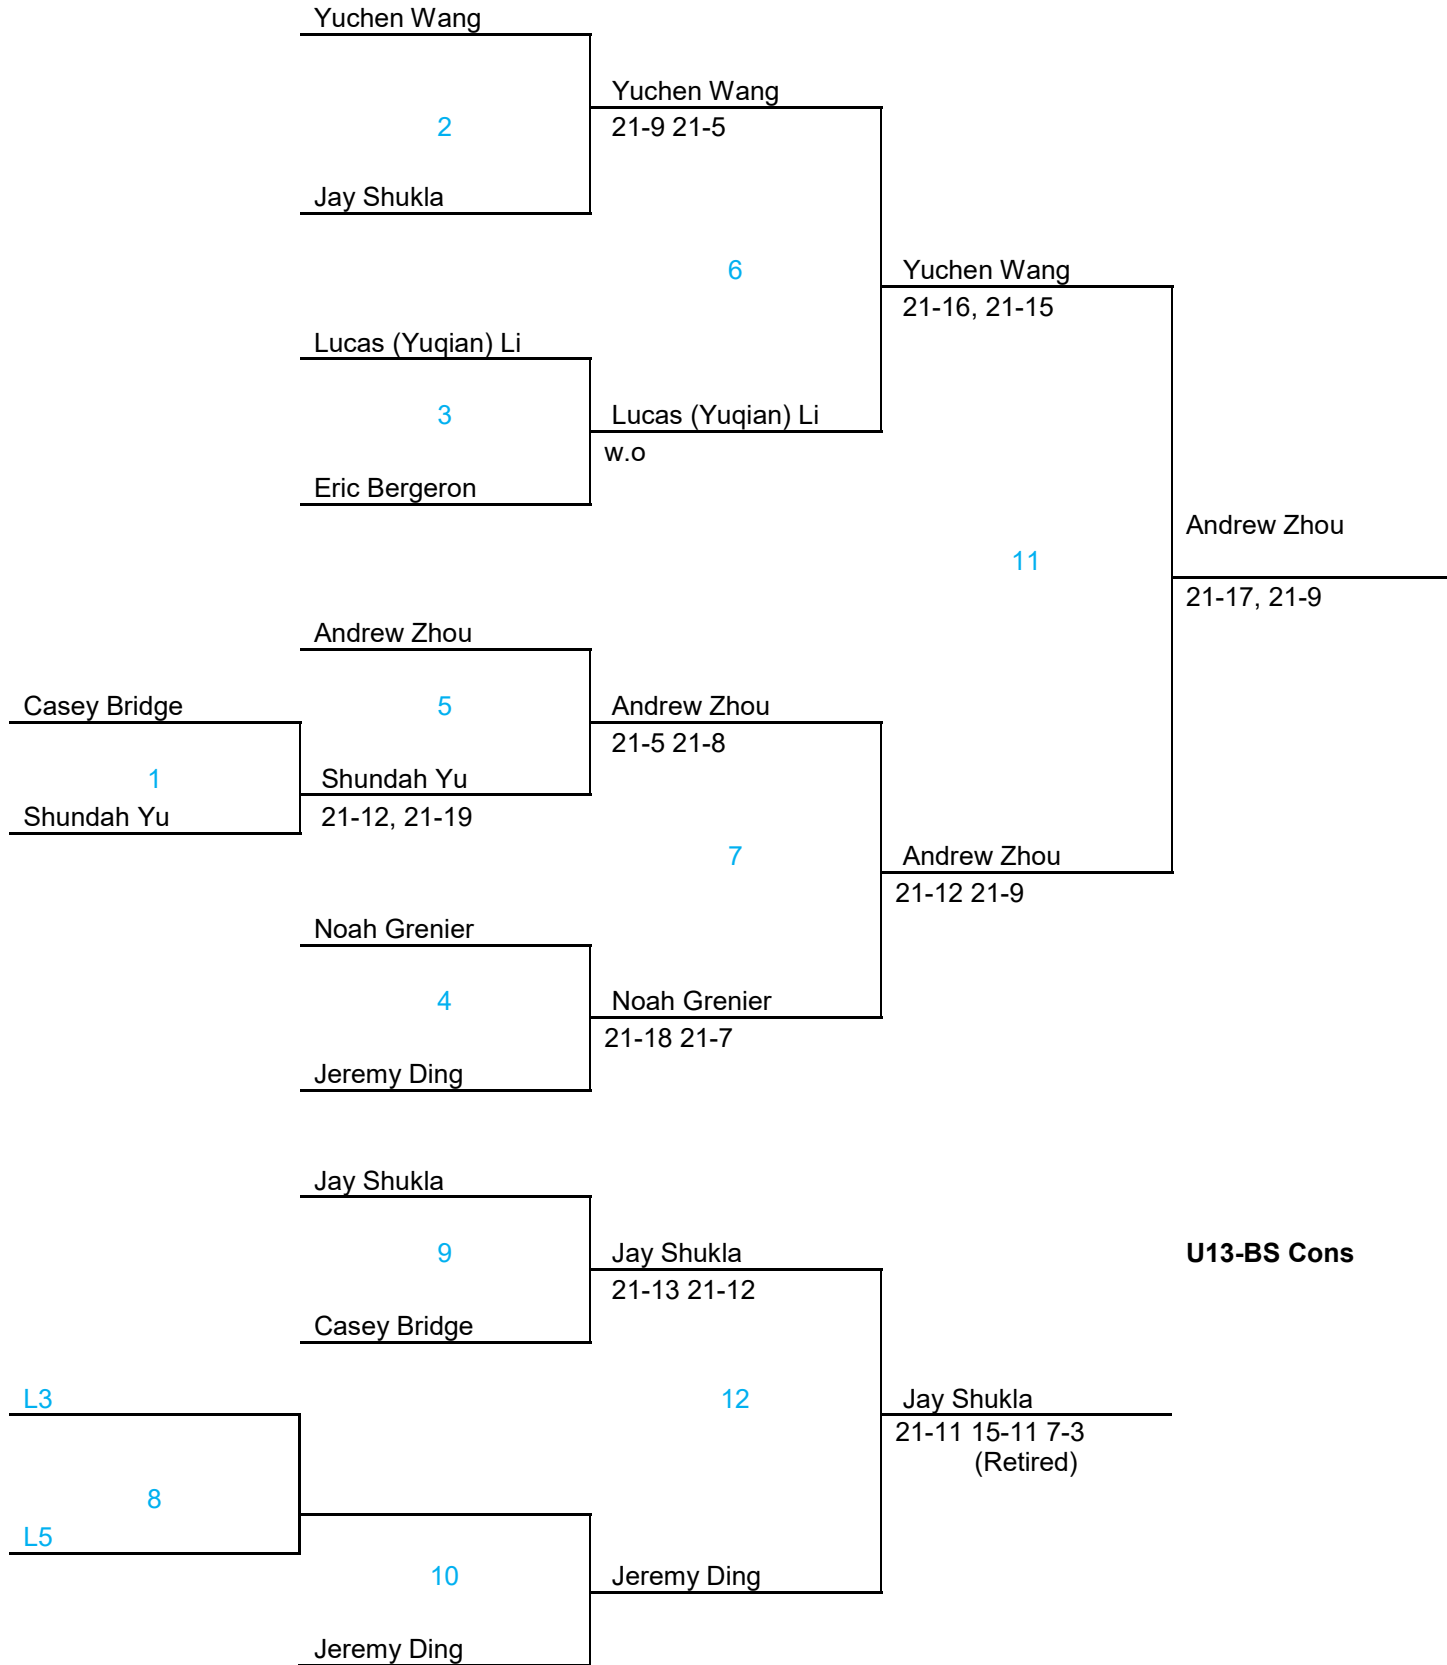 Yuchen Wang
Yuchen Wang
2
21-9 21-5
Jay Shukla
6
Yuchen Wang
21-16, 21-15
Lucas (Yuqian) Li
3
Lucas (Yuqian) Li
w.o
Eric Bergeron
Andrew Zhou
11
21-17, 21-9
Andrew Zhou
Casey Bridge
5
Andrew Zhou
21-5 21-8
1
Shundah Yu
Shundah Yu
21-12, 21-19
7
Andrew Zhou
21-12 21-9
Noah Grenier
4
Noah Grenier
21-18 21-7
Jeremy Ding
Jay Shukla
9
Jay Shukla
U13-BS Cons
21-13 21-12
Casey Bridge
L3
12
Jay Shukla
21-11 15-11 7-3
(Retired)
8
L5
10
Jeremy Ding
Jeremy Ding